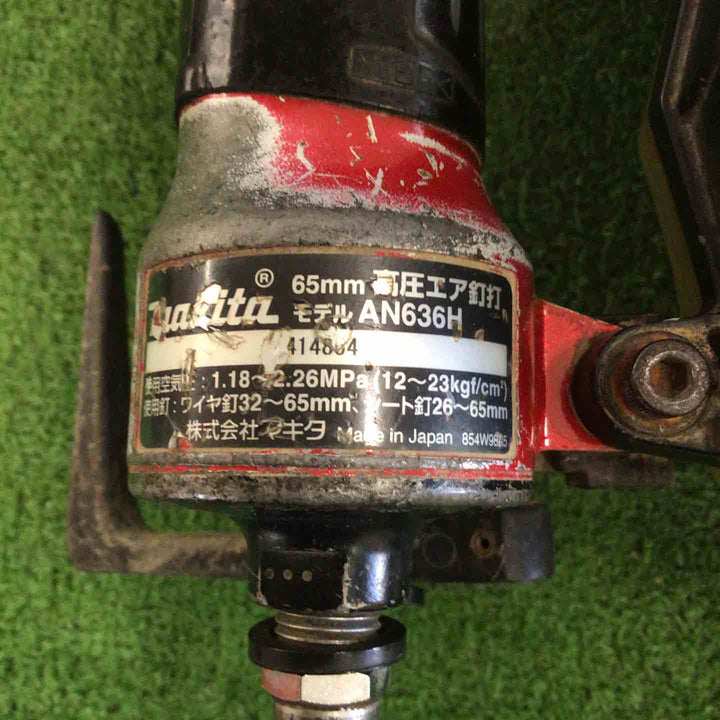 makita ® 65mm 高圧エア釘打
モデル AN636H
使用空気圧:1.18~2.26MPa(12~23kgf/cm²)
使用釘:ワイヤ釘32~65mm、シート釘26~65mm
株式会社マキタ Made in Japan